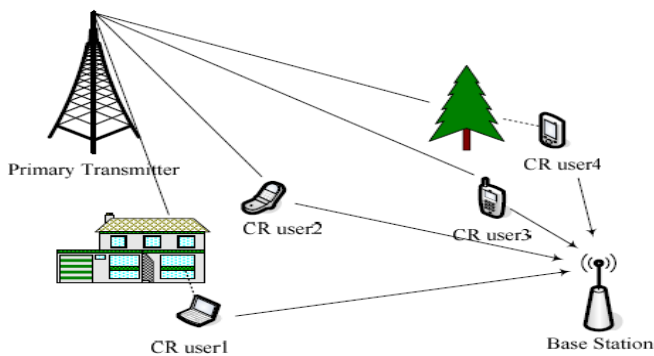 Primary Transmitter
CR user4
CR user2
CR user3
CR user1
Base Station